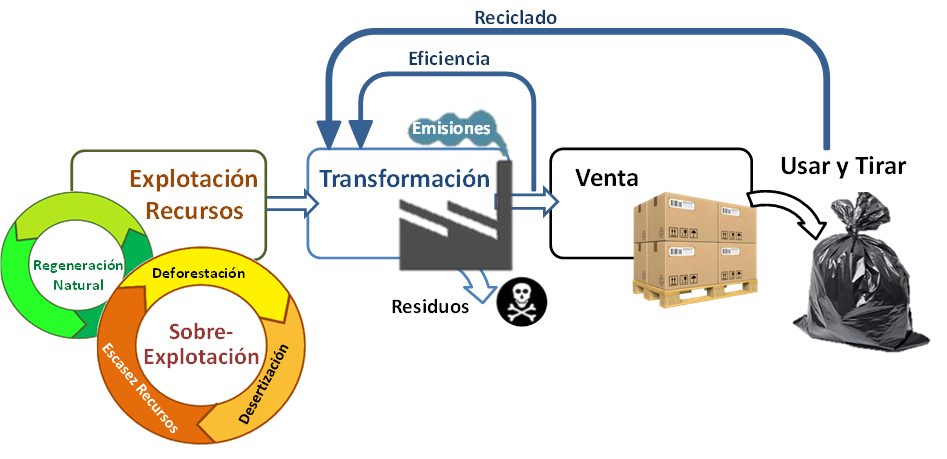 Reciclado
Eficiencia
Emisiones
Explotación
Recursos
Transformación
Venta
Usar y Tirar
Regeneración
Natural
Deforestación
Sobre-
Explotación
Escasez Recursos
Desertización
Residuos